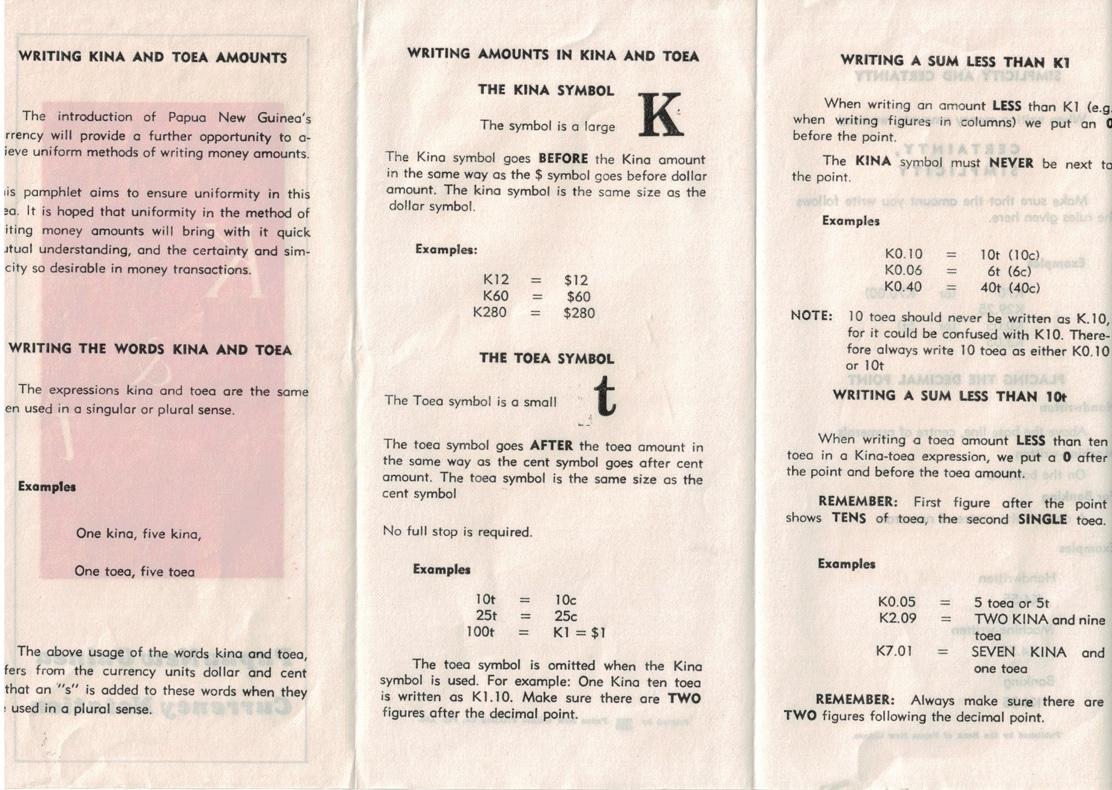 WRITING KINA AND TOEA AMOUNTS
The introduction of Papua New Guinea's
rrency will provide a further opportunity to a-
ieve uniform methods of writing money amounts.
is pamphlet aims to ensure uniformity in this
ea. It is hoped that uniformity in the method of
iting money amounts will bring with it quick
utual understanding, and the certainty and sim-
city so desirable in money transactions.
WRITING THE WORDS KINA AND TOEA
The expressions kina and toea are the same
en used in a singular or plural sense.
Examples
One kina, five kina,
One toea, five toea
The above usage of the words kina and toea,
fers from the currency units dollar and cent
that an "s" is added to these words when they
used in a plural sense.
WRITING AMOUNTS IN KINA AND TOEA
THE KINA SYMBOL
The symbol is a large K
The Kina symbol goes BEFORE the Kina amount
in the same way as the $ symbol goes before dollar
amount. The kina symbol is the same size as the
dollar symbol.
Examples:
K12 = $12
K60 = $60
K280 = $280
THE TOEA SYMBOL
The Toea symbol is a small t
The toea symbol goes AFTER the toea amount in
the same way as the cent symbol goes after cent
amount. The toea symbol is the same size as the
cent symbol
No full stop is required.
Examples
10t = 10c
25t = 25c
100t = K1 = $1
The toea symbol is omitted when the Kina
symbol is used. For example: One Kina ten toea
is written as K1.10. Make sure there are TWO
figures after the decimal point.
WRITING A SUM LESS THAN K1
When writing an amount LESS than K1 (e.g.
when writing figures in columns) we put an 0
before the point.
The KINA symbol must NEVER be next to
the point.
Examples
K0.10 = 10t (10c)
K0.06 = 6t (6c)
K0.40 = 40t (40c)
NOTE: 10 toea should never be written as K.10,
for it could be confused with K10. There-
fore always write 10 toea as either K0.10
or 10t
WRITING A SUM LESS THAN 10t
When writing a toea amount LESS than ten
toea in a Kina-toea expression, we put a 0 after
the point and before the toea amount.
REMEMBER: First figure after the point
shows TENS of toea, the second SINGLE toea.
Examples
K0.05 = 5 toea or 5t
K2.09 = TWO KINA and nine
toea
K7.01 = SEVEN KINA and
one toea
REMEMBER: Always make sure there are
TWO figures following the decimal point.